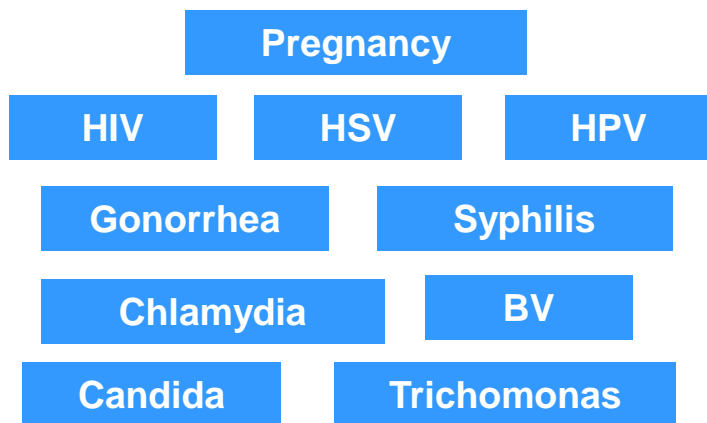 Pregnancy
HIV HSV HPV
Gonorrhea Syphilis
Chlamydia BV
Candida Trichomonas